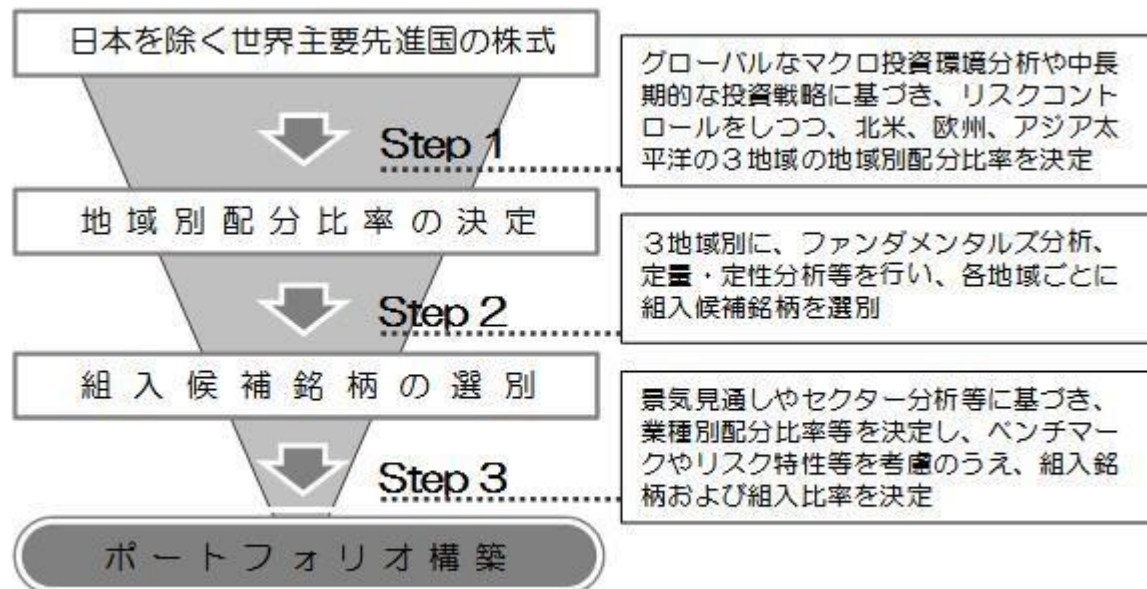 日本を除く世界主要先進国の株式
グローバルなマクロ投資環境分析や中長
期的な投資戦略に基づき、リスクコント
ロールをしつつ、北米、欧州、アジア太
平洋の3地域の地域別配分比率を決定
Step 1
地域別配分比率の決定
3地域別に、ファンダメンタルズ分析、
定量・定性分析等を行い、各地域ごとに
組入候補銘柄を選別
Step 2
組入候補銘柄の選別
景気見通しやセクター分析等に基づき、
業種別配分比率等を決定し、ベンチマー
クやリスク特性等を考慮のうえ、組入銘
柄および組入比率を決定
Step 3
ポートフォリオ構築